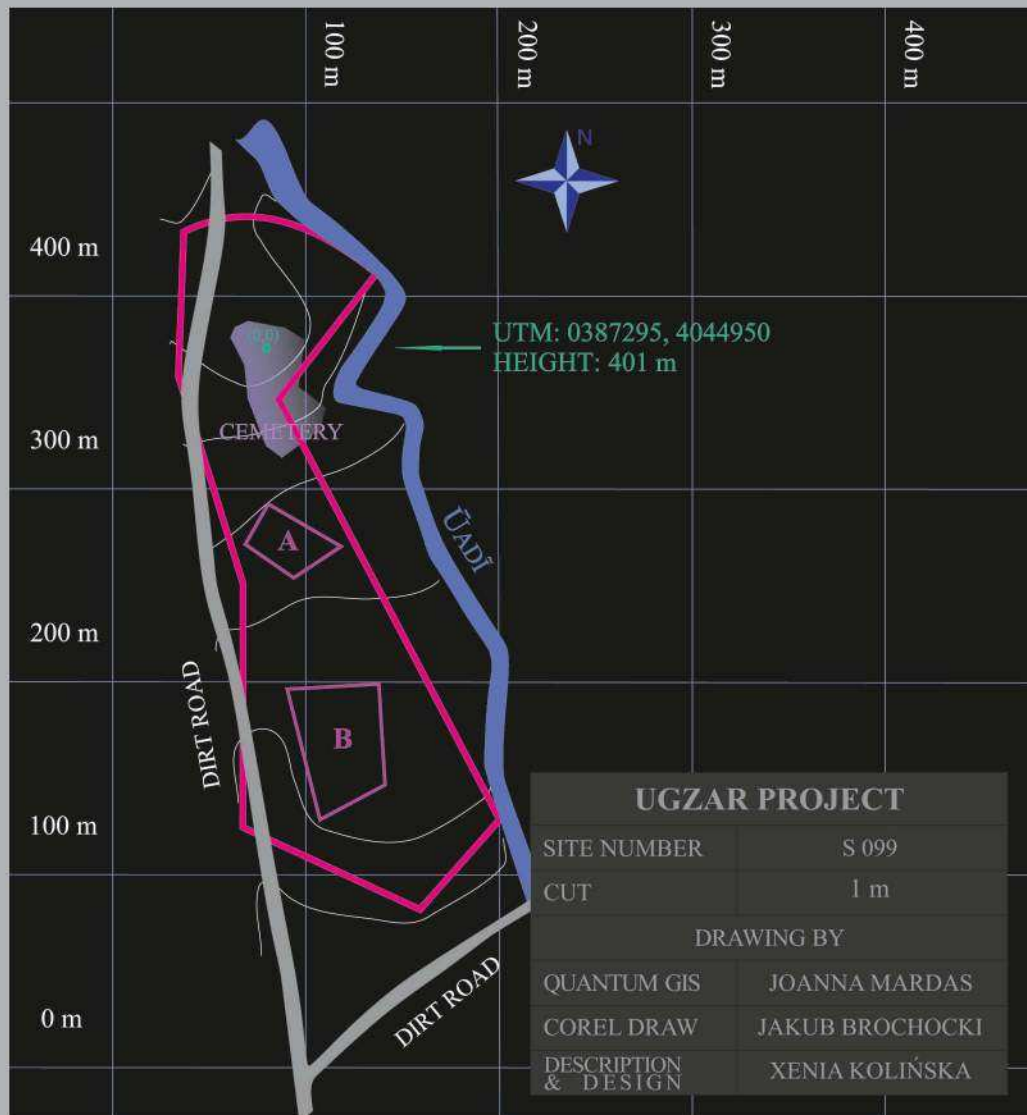 100 m
200 m
300 m
400 m
N
400 m
UTM: 0387295, 4044950
HEIGHT: 401 m
(0,0)
CEMETERY
300 m
A
ŪADĪ
200 m
DIRT ROAD
B
100 m
0 m
DIRT ROAD
UGZAR PROJECT
SITE NUMBER S 099
CUT 1 m
DRAWING BY
QUANTUM GIS JOANNA MARDAS
COREL DRAW JAKUB BROCHOCKI
DESCRIPTION
& DESIGN XENIA KOLIŃSKA